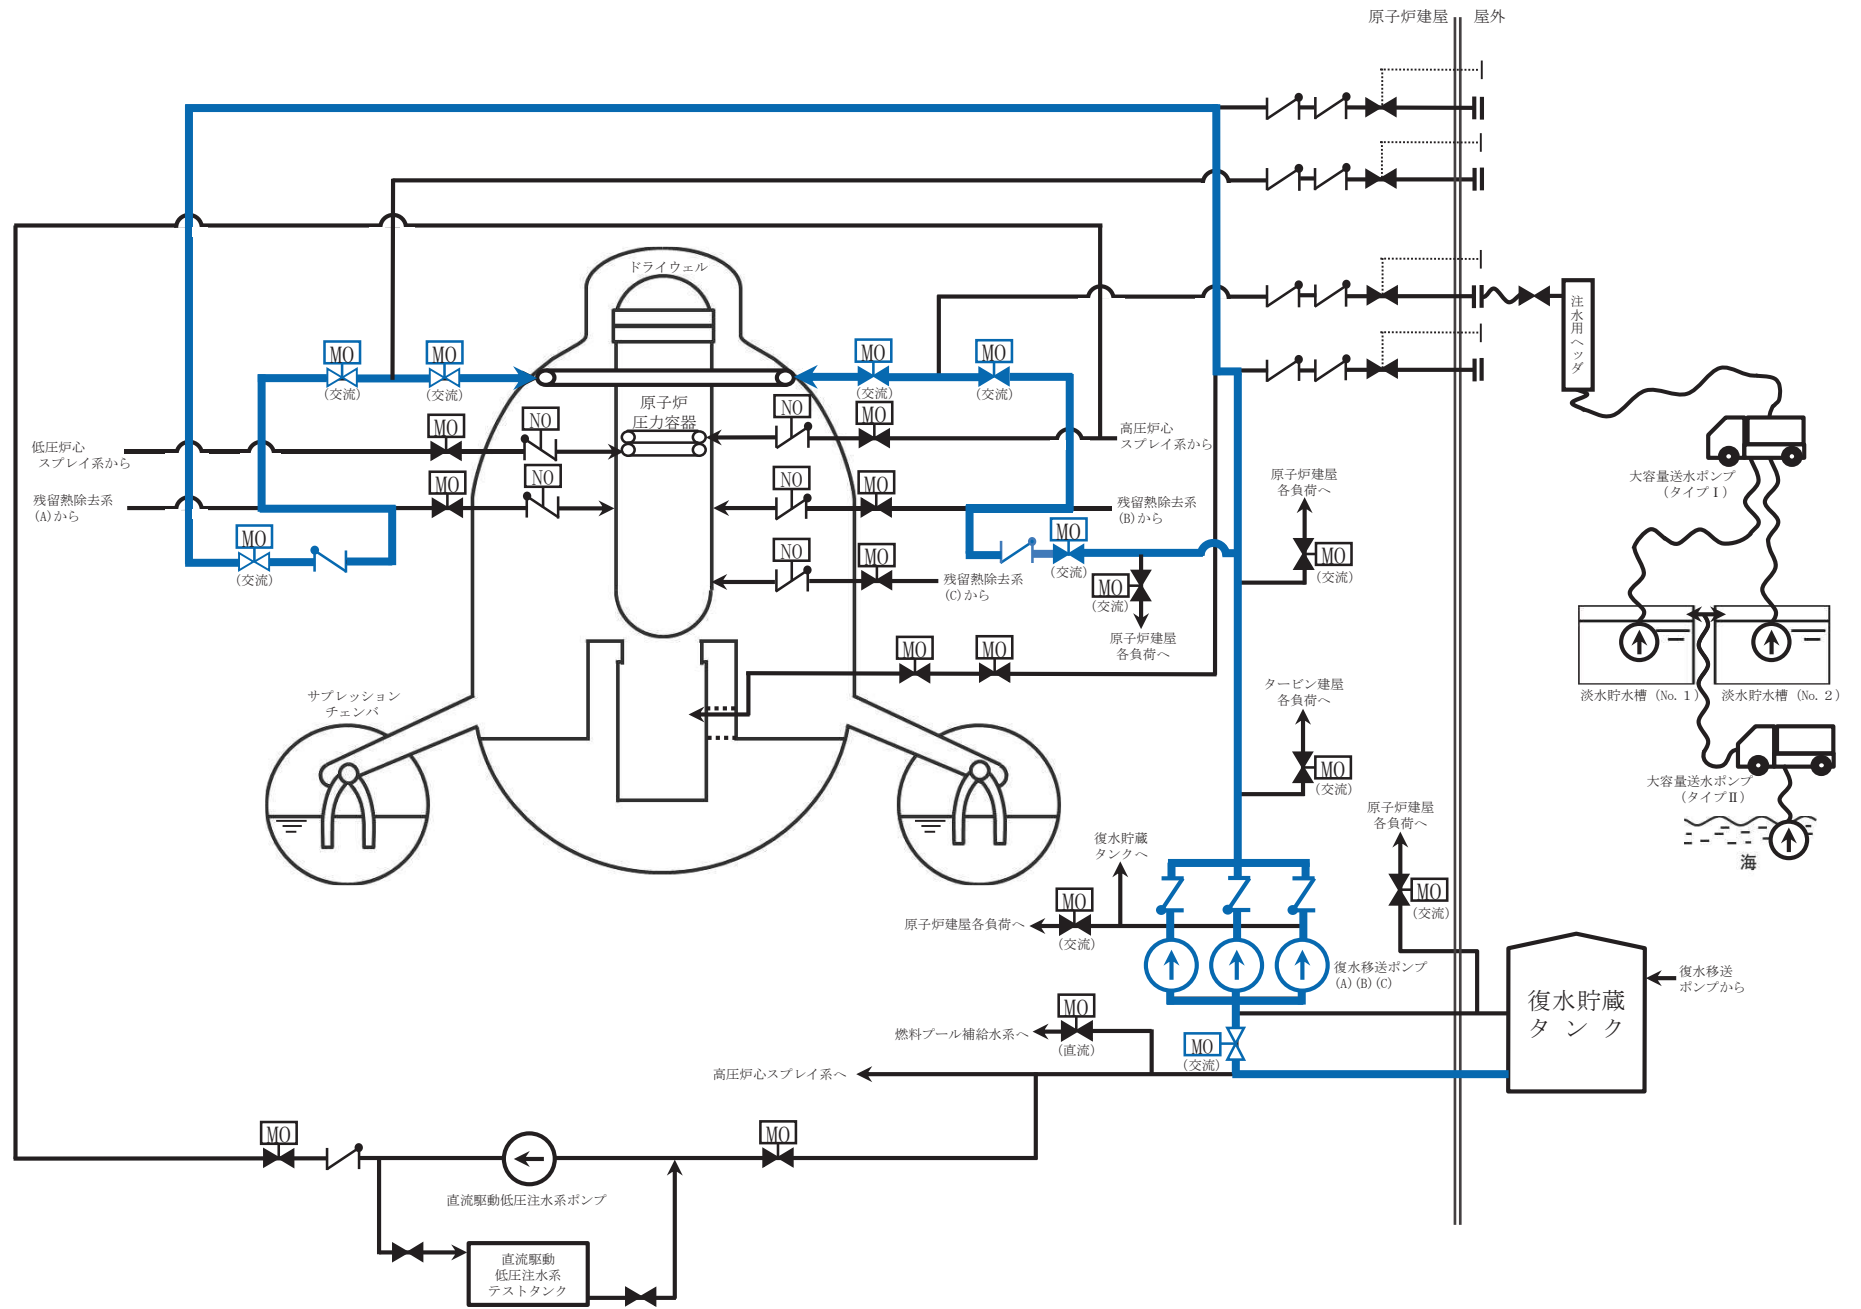 原子炉建屋
屋外
ドライウェル
注水用ヘッダ
MO
(交流)
MO
(交流)
MO
(交流)
MO
(交流)
原子炉
圧力容器
MO
NO
NO
MO
低圧炉心
スプレイ系から
高圧炉心
スプレイ系から
大容量送水ポンプ
(タイプⅠ)
MO
NO
NO
MO
残留熱除去系
(A)から
残留熱除去系
(B)から
原子炉建屋
各負荷へ
MO
(交流)
MO
(交流)
NO
MO
残留熱除去系
(C)から
MO
(交流)
MO
(交流)
原子炉建屋
各負荷へ
MO
MO
サプレッション
チェンバ
タービン建屋
各負荷へ
MO
(交流)
淡水貯水槽 (No. 1)
淡水貯水槽 (No. 2)
大容量送水ポンプ
(タイプⅡ)
海
原子炉建屋
各負荷へ
MO
(交流)
復水貯蔵
タンクへ
原子炉建屋各負荷へ
MO
(交流)
復水移送ポンプ
(A)(B)(C)
復水貯蔵
タンク
復水移送
ポンプから
燃料プール補給水系へ
MO
(直流)
MO
(交流)
高圧炉心スプレイ系へ
MO
MO
直流駆動低圧注水系ポンプ
直流駆動
低圧注水系
テストタンク